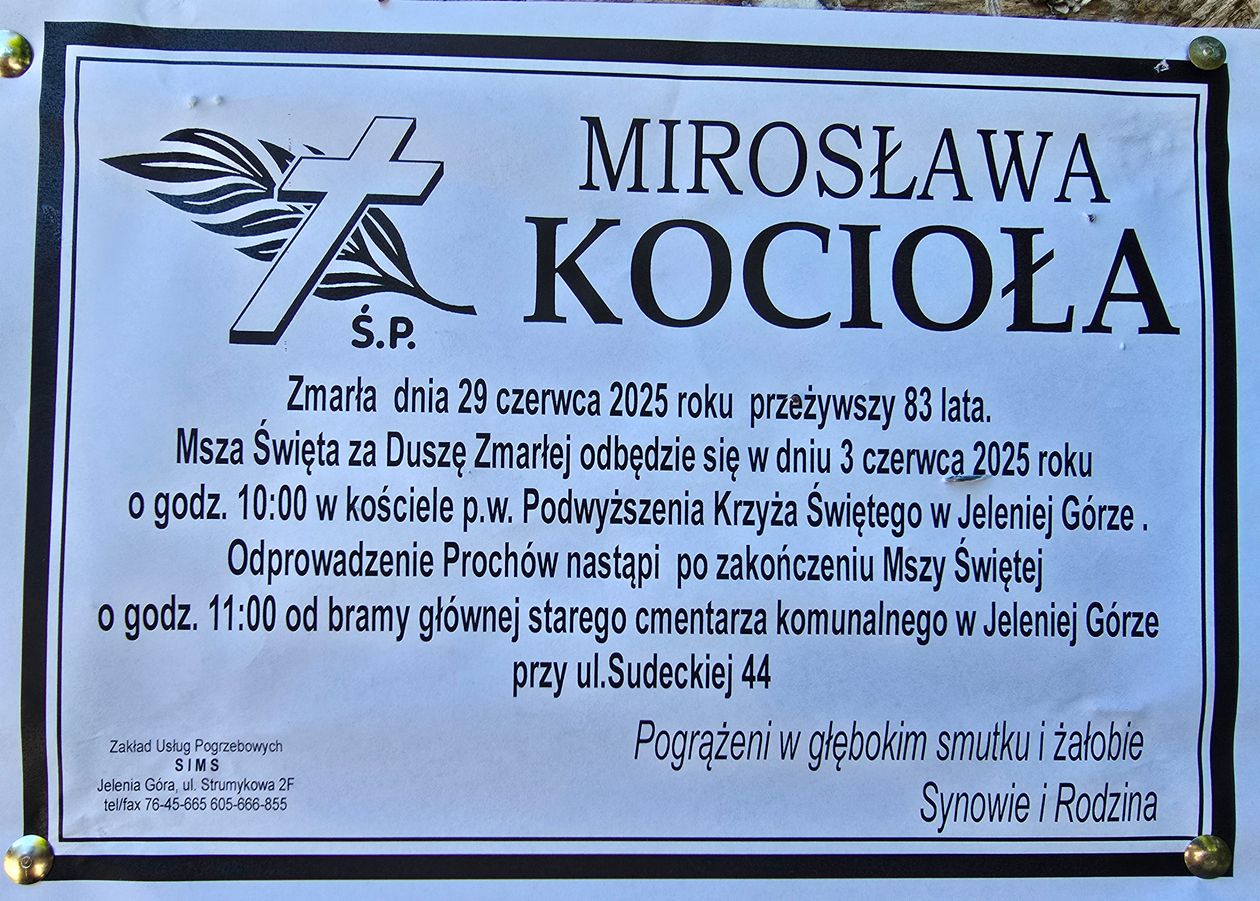 Ś.P.
MIROSŁAWA
KOCIOŁA
Zmarła dnia 29 czerwca 2025 roku przeżywszy 83 lata.
Msza Święta za Duszę Zmarłej odbędzie się w dniu 3 czerwca 2025 roku
o godz. 10:00 w kościele p.w. Podwyższenia Krzyża Świętego w Jeleniej Górze .
Odprowadzenie Prochów nastąpi po zakończeniu Mszy Świętej
o godz. 11:00 od bramy głównej starego cmentarza komunalnego w Jeleniej Górze
przy ul.Sudeckiej 44
Pogrążeni w głębokim smutku i żałobie
Synowie i Rodzina
Zakład Usług Pogrzebowych
SIMS
Jelenia Góra, ul. Strumykowa 2F
tel/fax 76-45-665 605-666-855